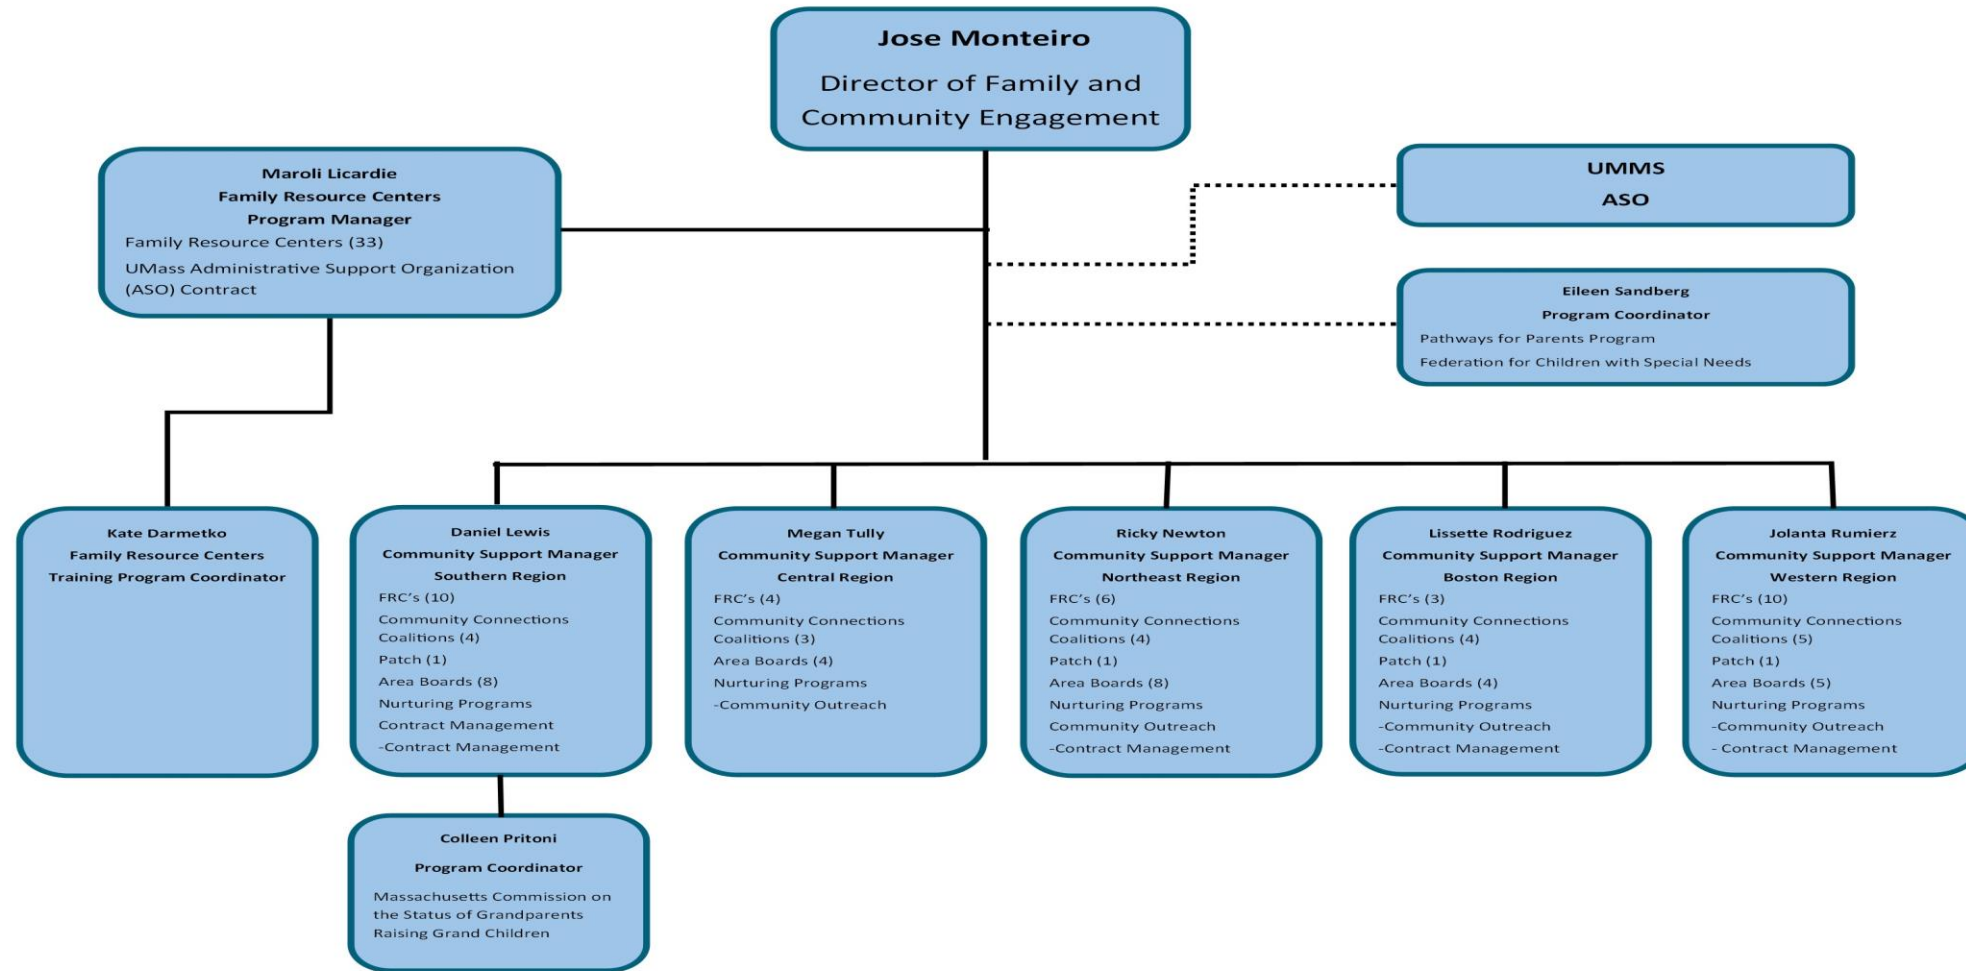 Jose Monteiro
Director of Family and
Community Engagement
Maroli Licardie
Family Resource Centers
Program Manager
Family Resource Centers (33)
UMass Administrative Support Organization
(ASO) Contract
UMMS
ASO
Eileen Sandberg
Program Coordinator
Pathways for Parents Program
Federation for Children with Special Needs
Kate Darmetko
Family Resource Centers
Training Program Coordinator
Daniel Lewis
Community Support Manager
Southern Region
FRC’s (10)
Community Connections
Coalitions (4)
Patch (1)
Area Boards (8)
Nurturing Programs
Contract Management
-Contract Management
Megan Tully
Community Support Manager
Central Region
FRC’s (4)
Community Connections
Coalitions (3)
Area Boards (4)
Nurturing Programs
-Community Outreach
Ricky Newton
Community Support Manager
Northeast Region
FRC’s (6)
Community Connections
Coalitions (4)
Patch (1)
Area Boards (8)
Nurturing Programs
Community Outreach
-Contract Management
Lissette Rodriguez
Community Support Manager
Boston Region
FRC’s (3)
Community Connections
Coalitions (4)
Patch (1)
Area Boards (4)
Nurturing Programs
-Community Outreach
-Contract Management
Jolanta Rumierz
Community Support Manager
Western Region
FRC’s (10)
Community Connections
Coalitions (5)
Patch (1)
Area Boards (5)
Nurturing Programs
-Community Outreach
- Contract Management
Colleen Pritoni
Program Coordinator
Massachusetts Commission on
the Status of Grandparents
Raising Grand Children